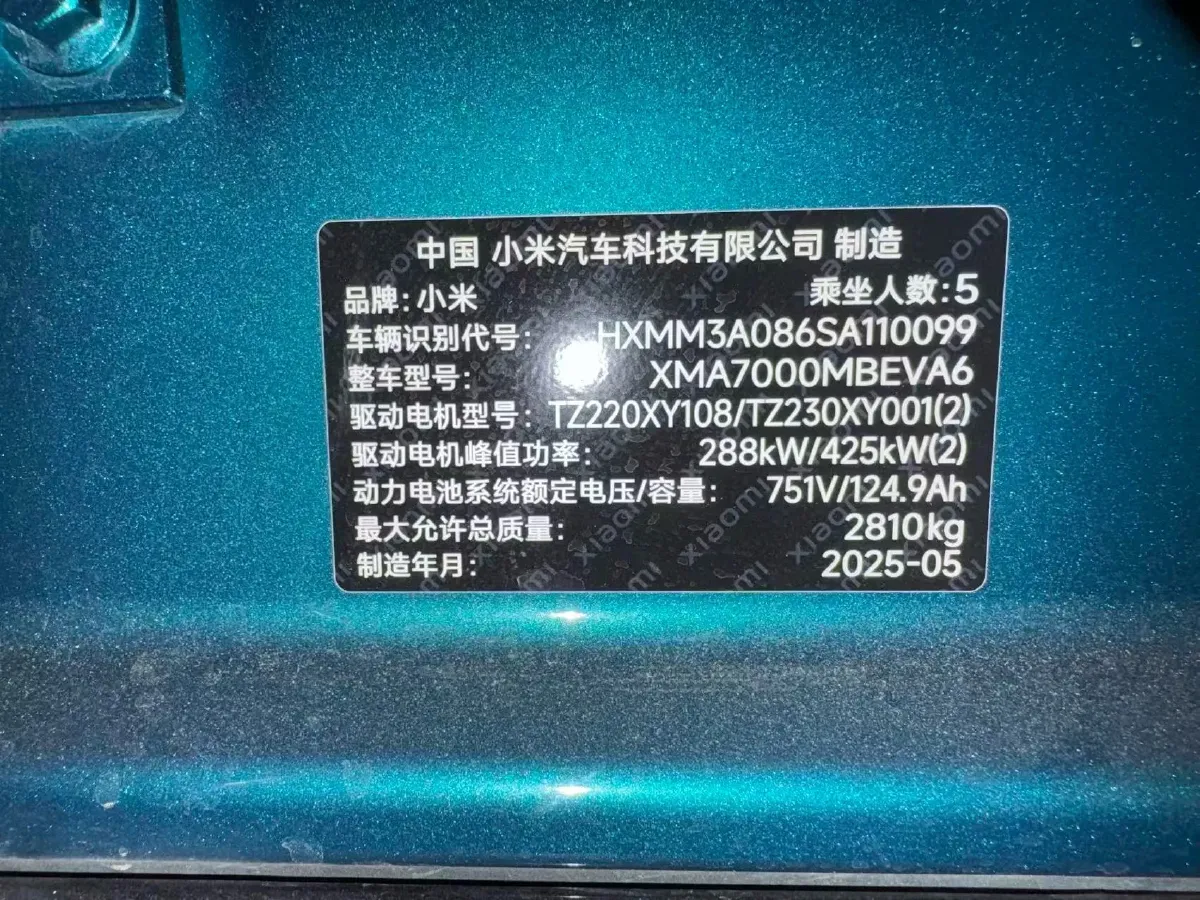 中国 小米汽车科技有限公司 制造
品牌: 小米 乘坐人数: 5
车辆识别代号: HXMM3A086SA110099
整车型号: XMA7000MBEVA6
驱动电机型号: TZ220XY108/TZ230XY001(2)
驱动电机峰值功率: 288kW/425kW(2)
动力电池系统额定电压/容量: 751V/124.9Ah
最大允许总质量: 2810kg
制造年月: 2025-05